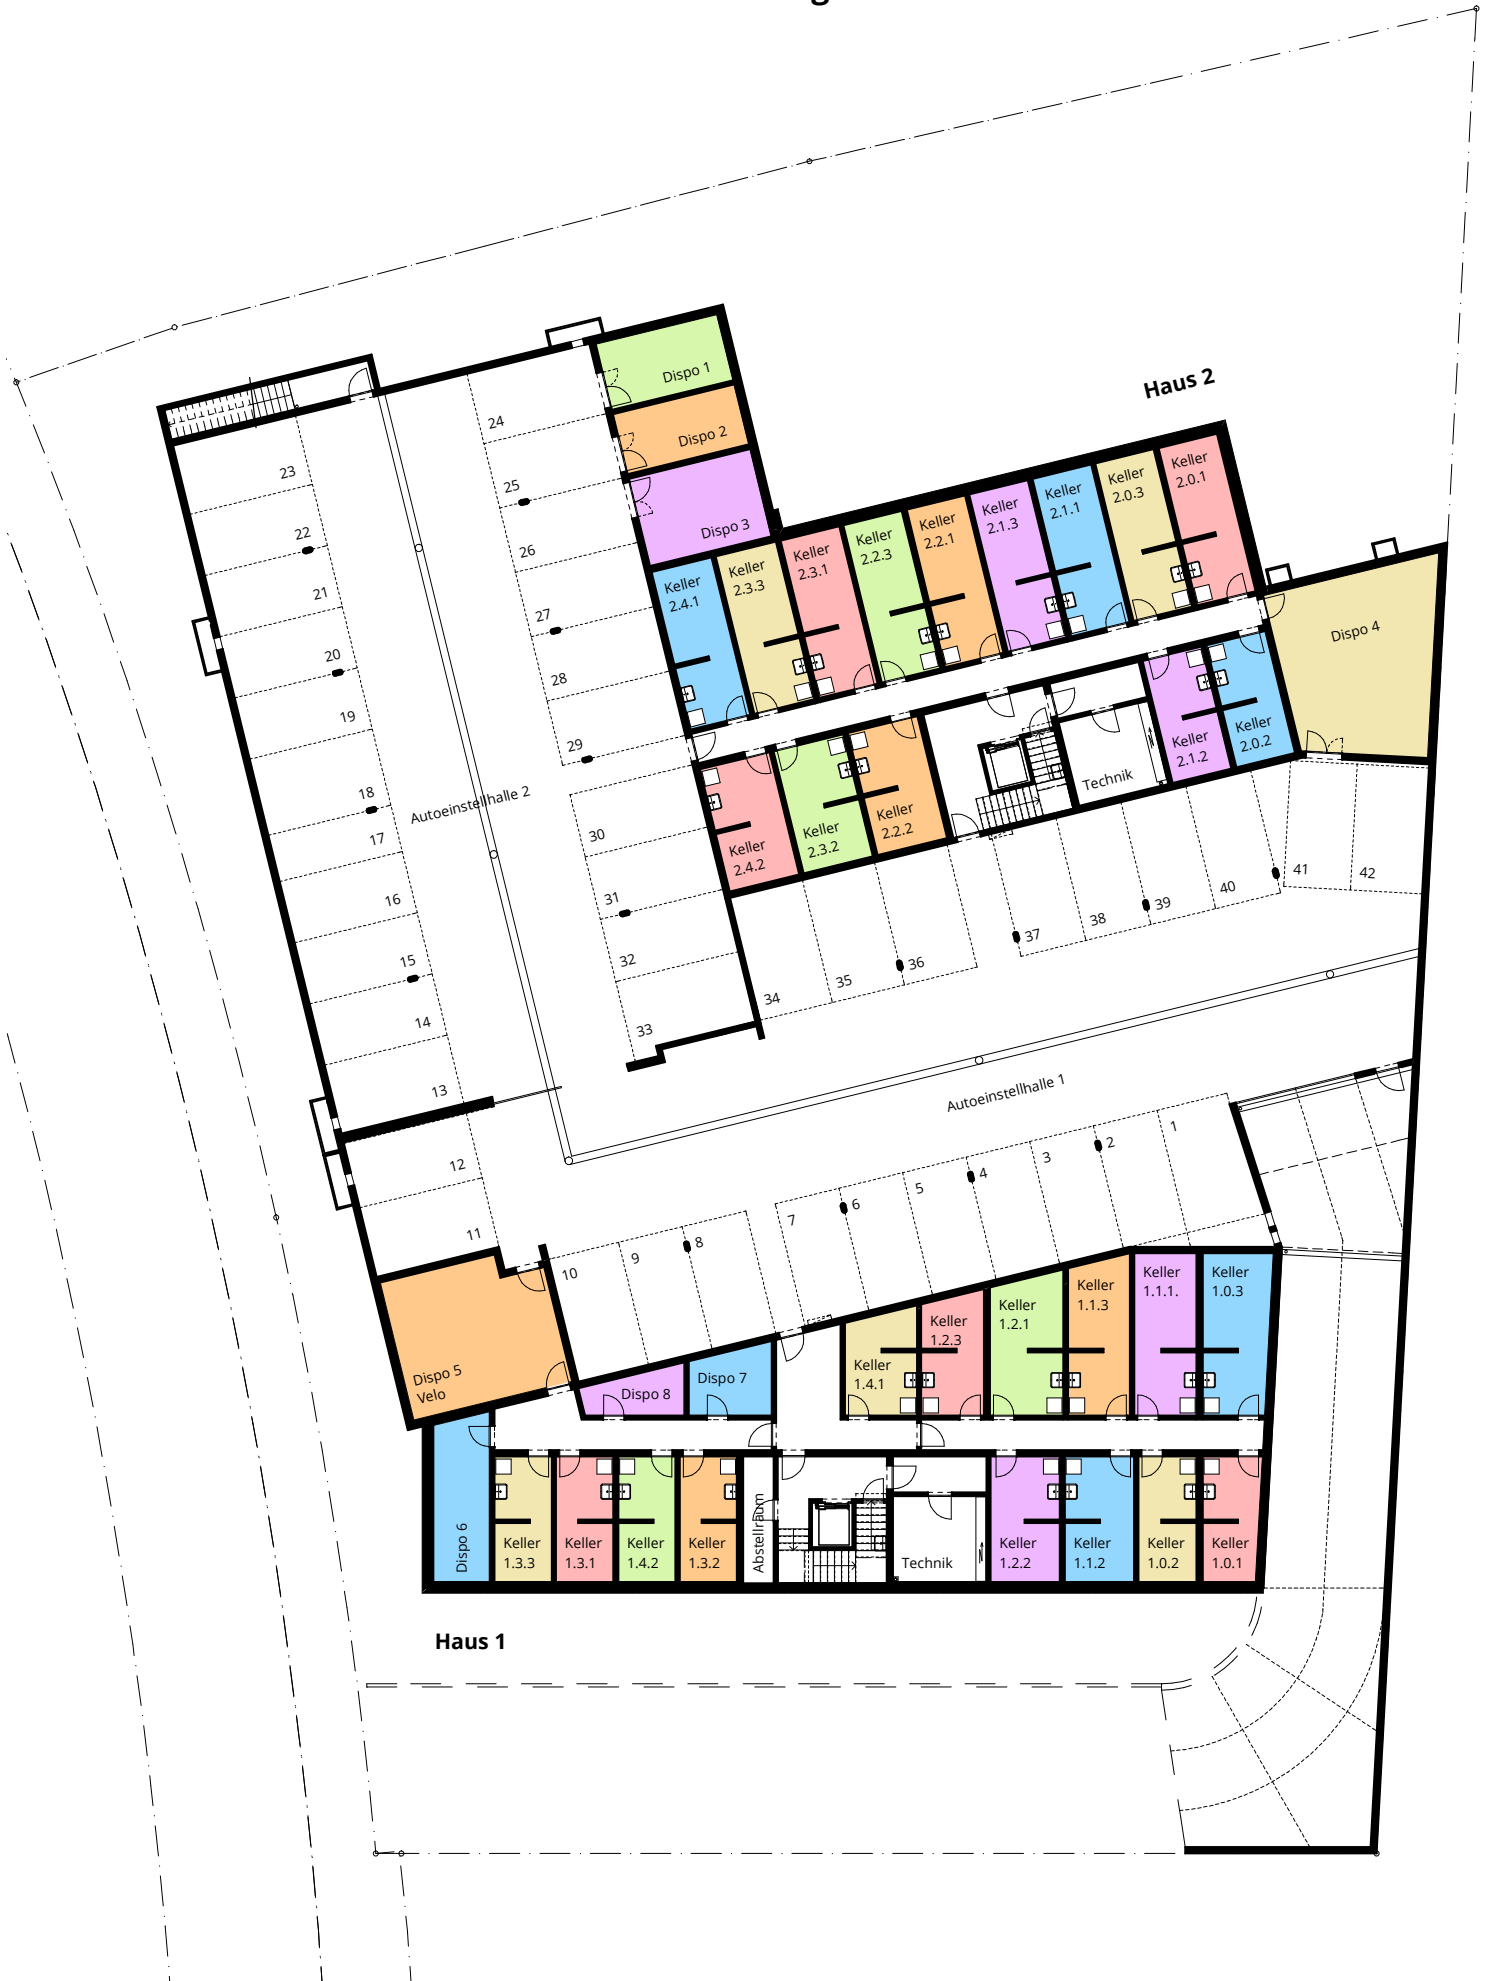 g
Haus 2
Dispo 1
Dispo 2
Dispo 3
Keller
2.4.1
Keller
2.3.3
Keller
2.3.1
Keller
2.2.3
Keller
2.2.1
Keller
2.1.3
Keller
2.1.1
Keller
2.0.3
Keller
2.0.1
Dispo 4
Keller
2.4.2
Keller
2.3.2
Keller
2.2.2
Technik
Keller
2.1.2
Keller
2.0.2
24
25
26
27
28
29
30
31
32
33
23
22
21
20
19
18
17
16
15
14
13
12
11
Autoeinstellhalle 2
34
35
36
37
38
39
40
41
42
Autoeinstellhalle 1
10
9
8
7
6
5
4
3
2
1
Dispo 5
Velo
Dispo 8
Dispo 7
Keller
1.4.1
Keller
1.2.3
Keller
1.2.1
Keller
1.1.3
Keller
1.1.1.
Keller
1.0.3
Dispo 6
Keller
1.3.3
Keller
1.3.1
Keller
1.4.2
Keller
1.3.2
Abstellraum
Technik
Keller
1.2.2
Keller
1.1.2
Keller
1.0.2
Keller
1.0.1
Haus 1